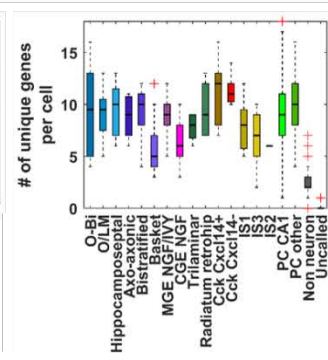 # of unique genes
per cell
15
10
5
0
O-Bi
O/LM
Hippocamposeptal
Axo-axonic
Bistratified
Basket
MGE NGF/IVY
CGE NGF
Trilaminar
Radiatum retrohip
Cck Cxcl14+
Cck Cxcl14-
IS1
IS3
IS2
PC CA1
PC other
Non neuron
Uncalled